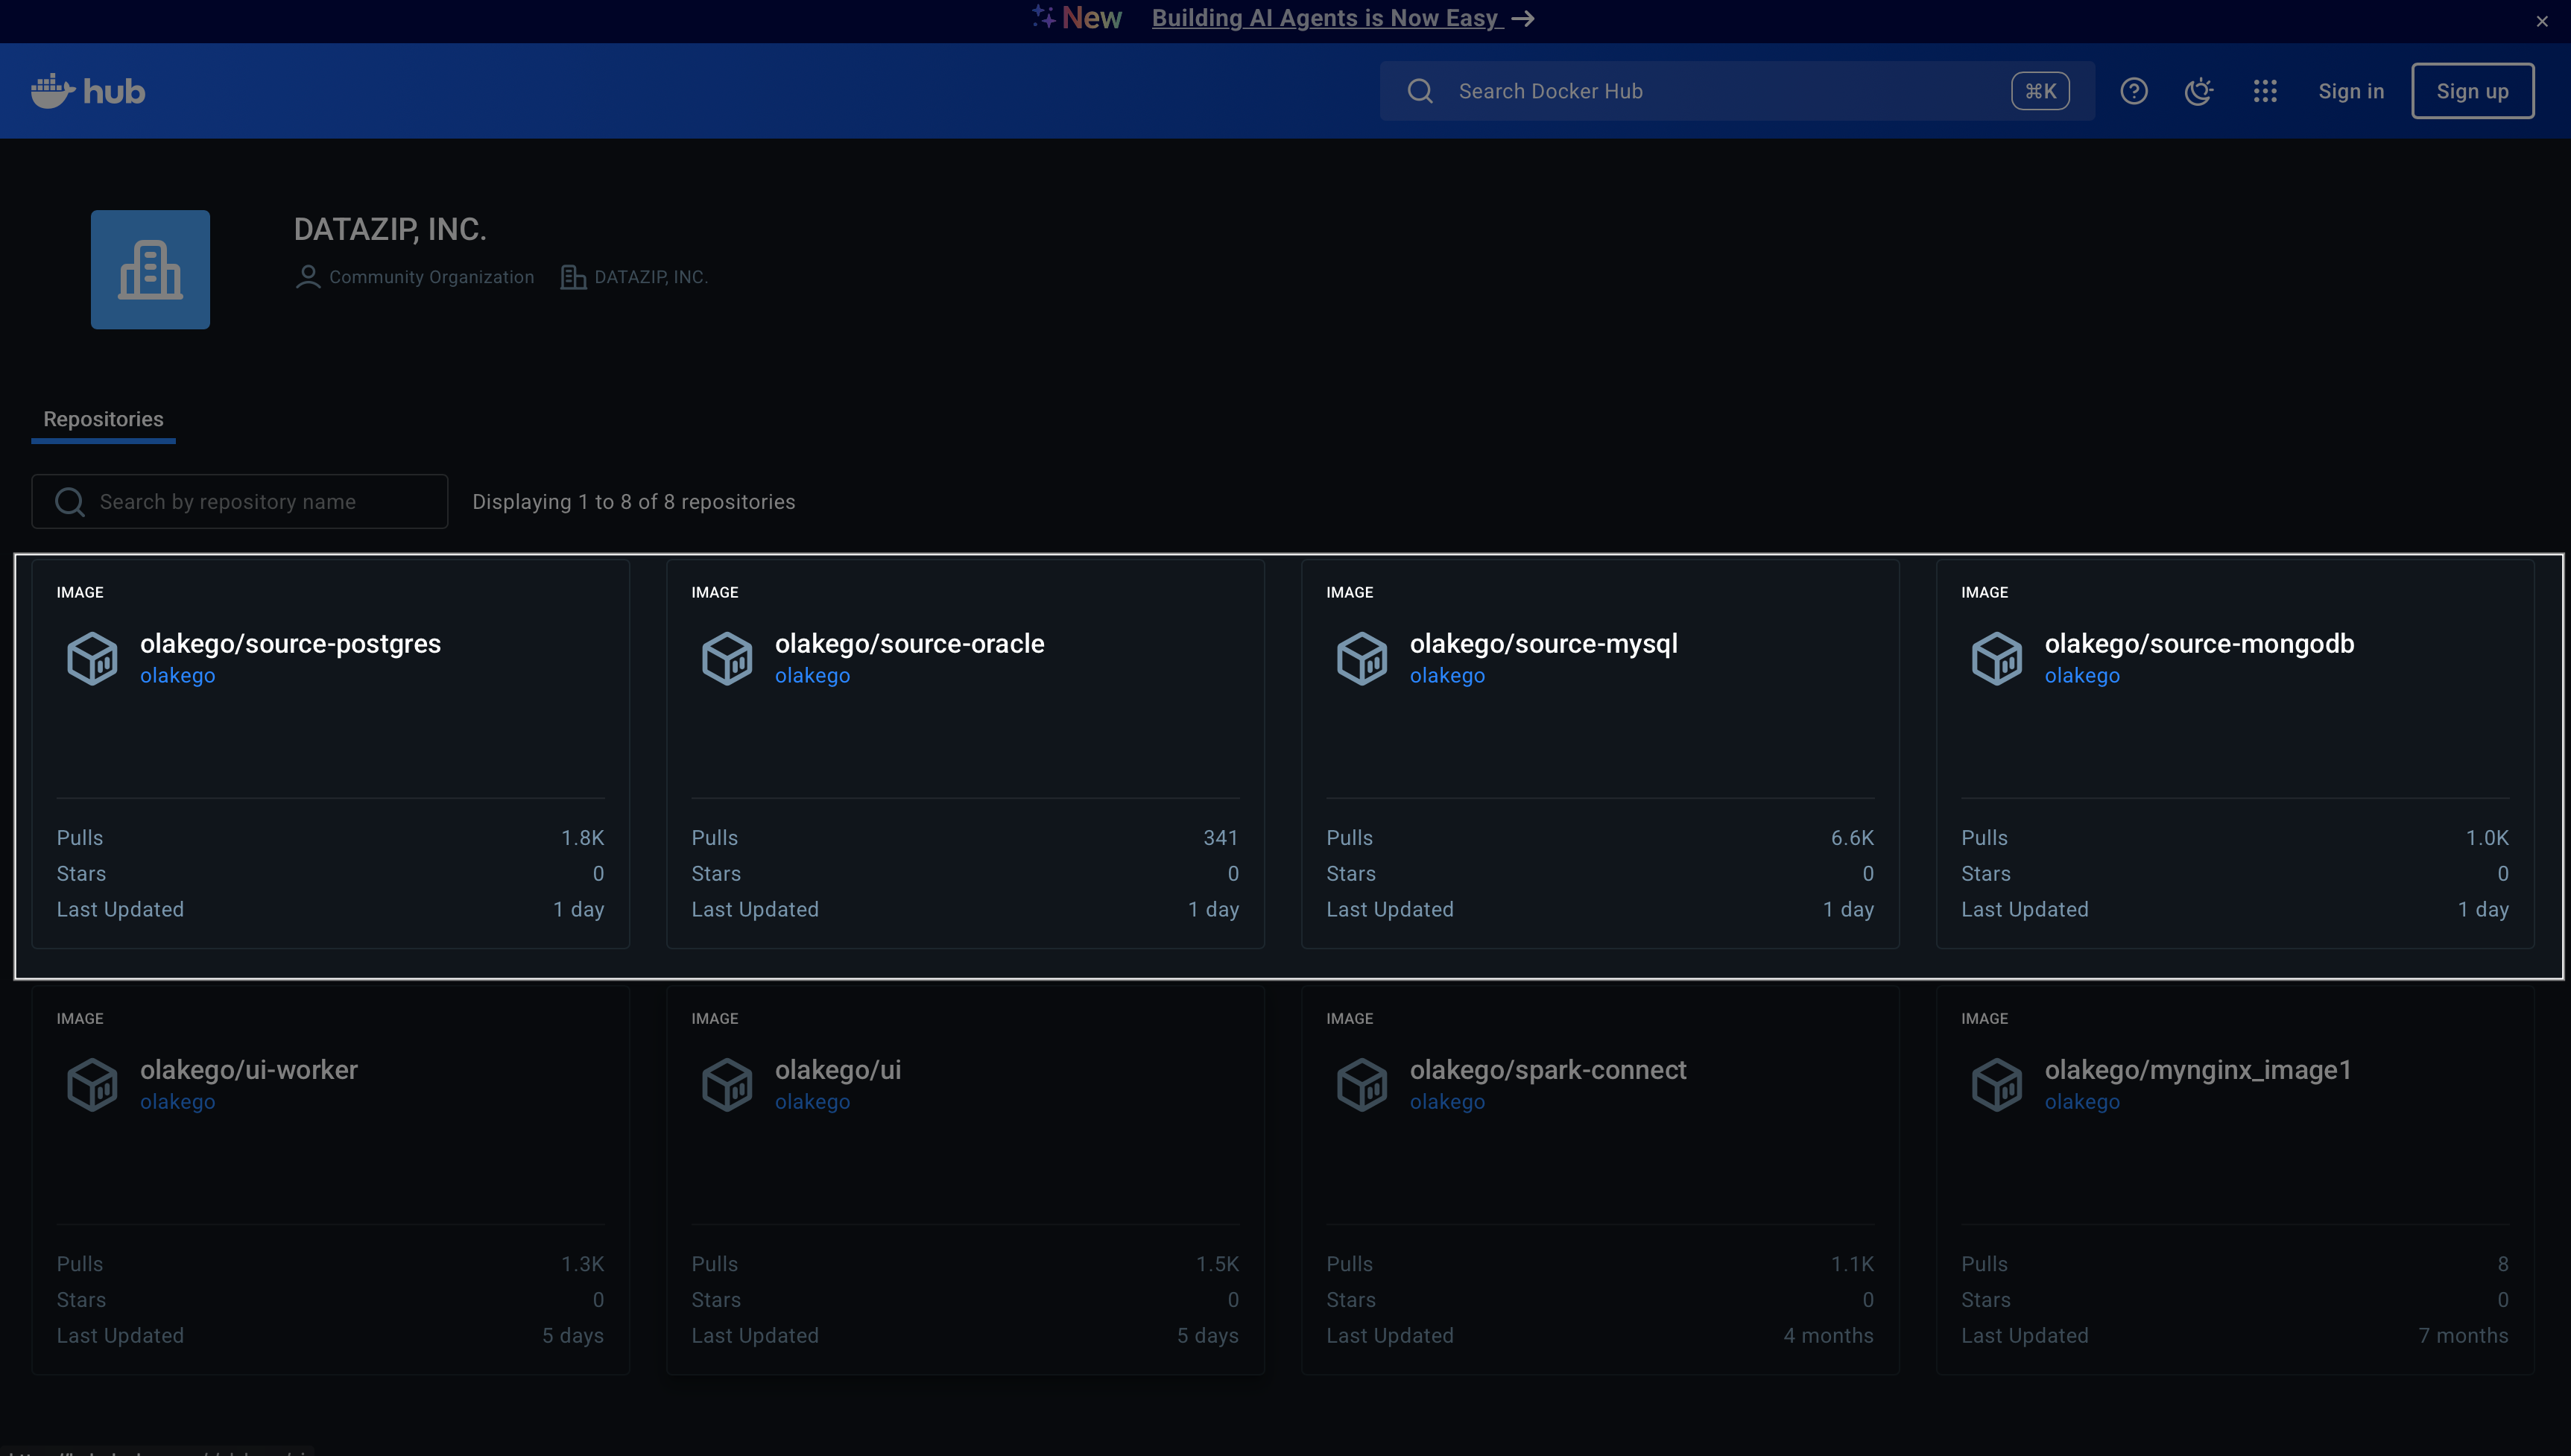 New Building AI Agents is Now Easy → ×
hub Search Docker Hub ⌘K ? Sign in Sign up
DATAZIP, INC.
Community Organization DATAZIP, INC.
Repositories
Search by repository name Displaying 1 to 8 of 8 repositories
IMAGE IMAGE IMAGE IMAGE
olakego/source-postgres olakego/source-oracle olakego/source-mysql olakego/source-mongodb
olakego olakego olakego olakego
Pulls 1.8K Pulls 341 Pulls 6.6K Pulls 1.0K
Stars 0 Stars 0 Stars 0 Stars 0
Last Updated 1 day Last Updated 1 day Last Updated 1 day Last Updated 1 day
IMAGE IMAGE IMAGE IMAGE
olakego/ui-worker olakego/ui olakego/spark-connect olakego/mynginx_image1
olakego olakego olakego olakego
Pulls 1.3K Pulls 1.5K Pulls 1.1K Pulls 8
Stars 0 Stars 0 Stars 0 Stars 0
Last Updated 5 days Last Updated 5 days Last Updated 4 months Last Updated 7 months